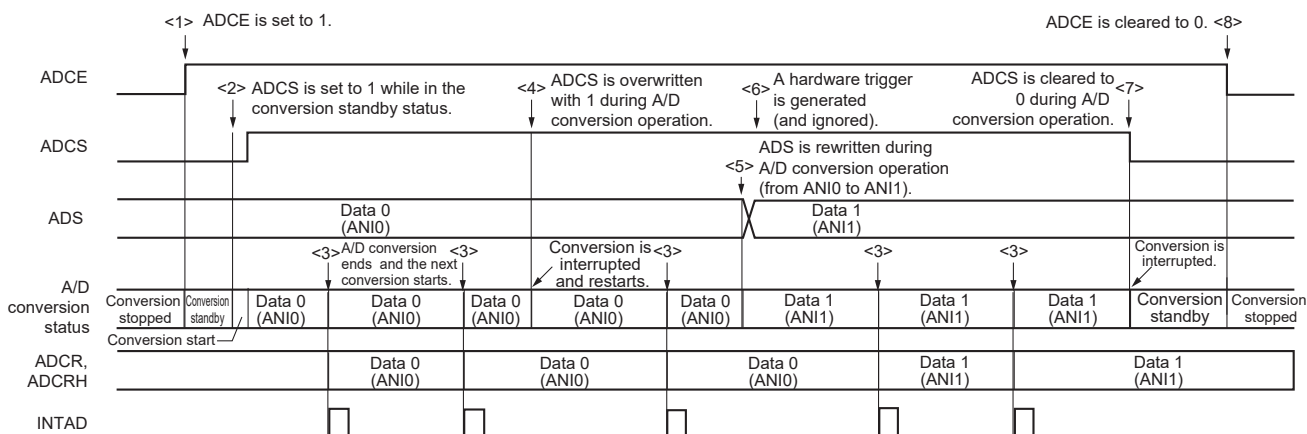 <1> ADCE is set to 1.
ADCE is cleared to 0. <8>
ADCE
<2> ADCS is set to 1 while in the
conversion standby status.
<4> ADCS is overwritten
with 1 during A/D
conversion operation.
<6> A hardware trigger
is generated
(and ignored).
ADCS is cleared to <7>
0 during A/D
conversion operation.
ADCS
<5> ADS is rewritten during
A/D conversion operation
(from ANI0 to ANI1).
ADS
Data 0
(ANI0)
Data 1
(ANI1)
<3> A/D conversion
ends and the next
conversion starts.
<3>
Conversion is
interrupted
and restarts.
<3>
<3>
<3>
Conversion is
interrupted.
A/D
conversion
status
Conversion
stopped
Conversion
standby
Conversion start
Data 0
(ANI0)
Data 0
(ANI0)
Data 0
(ANI0)
Data 0
(ANI0)
Data 0
(ANI0)
Data 1
(ANI1)
Data 1
(ANI1)
Data 1
(ANI1)
Conversion
standby
Conversion
stopped
ADCR,
ADCRH
Data 0
(ANI0)
Data 0
(ANI0)
Data 0
(ANI0)
Data 1
(ANI1)
Data 1
(ANI1)
INTAD